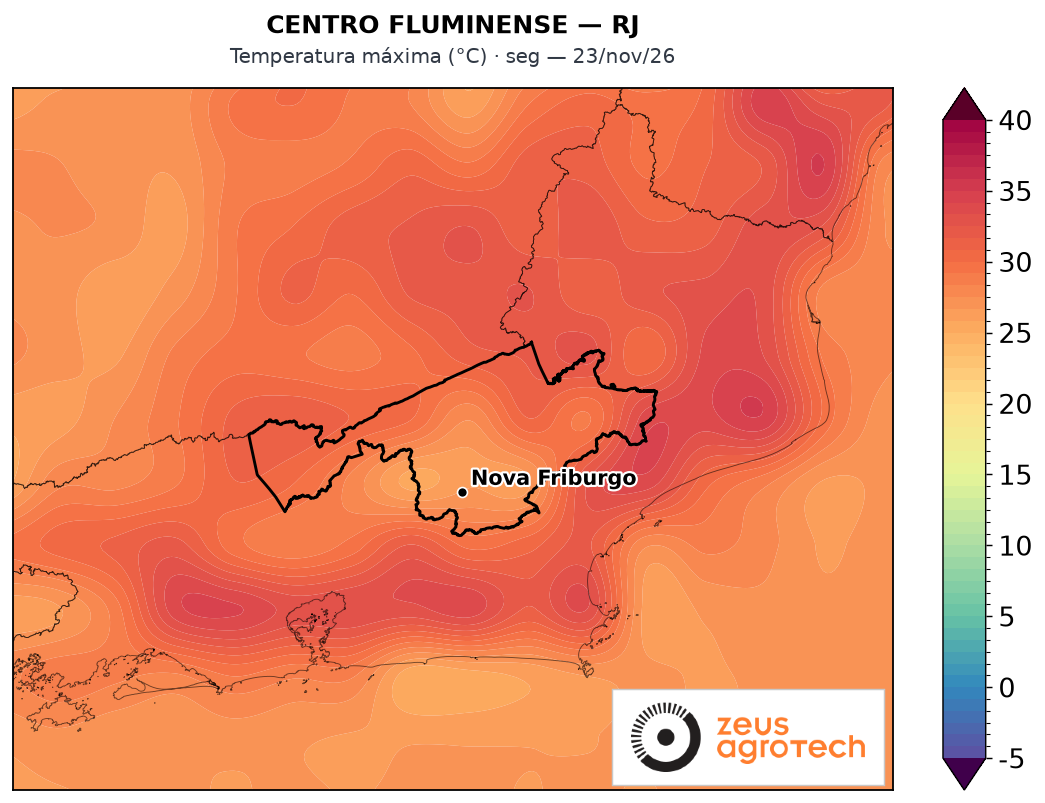 CENTRO FLUMINENSE — RJ
Temperatura máxima (°C) · seg — 23/nov/26
40
35
30
25
20
15
10
5
0
-5
Nova Friburgo
zeus
agrotech